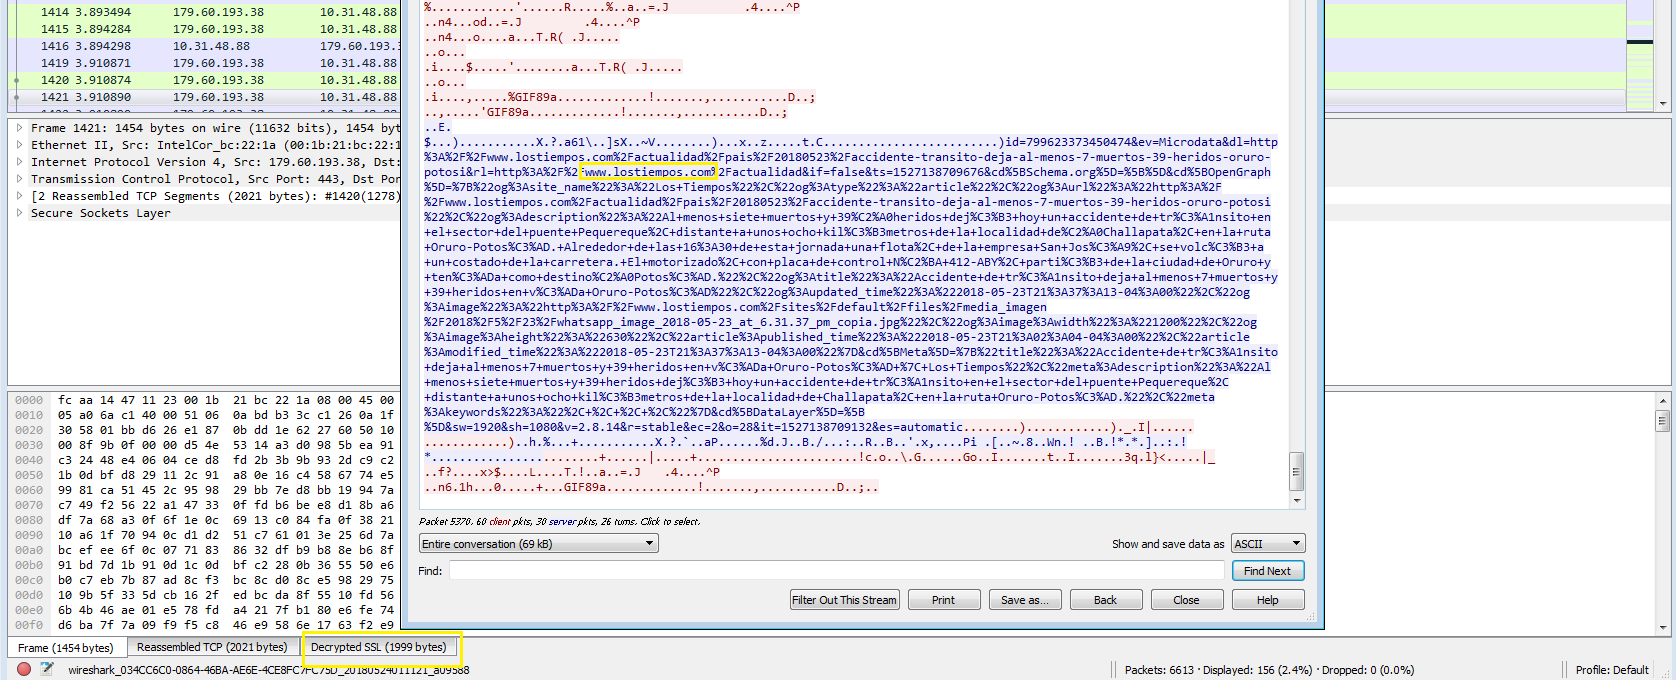 1414 3.893494 179.60.193.38 10.31.48.88
1415 3.894284 179.60.193.38 10.31.48.88
1416 3.894298 10.31.48.88 179.60.193.3
1419 3.910871 179.60.193.38 10.31.48.88
1420 3.910874 179.60.193.38 10.31.48.88
1421 3.910890 179.60.193.38 10.31.48.88
Frame 1421: 1454 bytes on wire (11632 bits), 1454 byt
Ethernet II, Src: IntelCor_bc:22:1a (00:1b:21:bc:22:1
Internet Protocol Version 4, Src: 179.60.193.38, Dst:
Transmission Control Protocol, Src Port: 443, Dst Por
[2 Reassembled TCP Segments (2021 bytes): #1420(1278)
Secure Sockets Layer
%............'......R.....%..a..=.J .4....^P
..n4...od..=.J .4....^P
..n4...o....a...T.R( .J.....
..o...
.i....$.....'........a...T.R( .J.....
..o...
.i....,.....%GIF89a.............!.......,...........D..;
..,.....'GIF89a.............!.......,...........D..;
..E.
$...)...........X.?.a61\..]sX..~V........)...x..z.....t.C.........................)id=799623373450474&ev=Microdata&dl=http
%3A%2F%2Fwww.lostiempos.com%2Factualidad%2Fpais%2F20180523%2Faccidente-transito-deja-al-menos-7-muertos-39-heridos-oruro-
potosi&rl=http%3A%2F%2Fwww.lostiempos.com%2Factualidad&if=false&ts=1527138709676&cd%5BSchema.org%5D=%5B%5D&cd%5BOpenGraph
%5D=%7B%22og%3Asite_name%22%3A%22Los+Tiempos%22%2C%22og%3Atype%22%3A%22article%22%2C%22og%3Aurl%22%3A%22http%3A%2F
%2Fwww.lostiempos.com%2Factualidad%2Fpais%2F20180523%2Faccidente-transito-deja-al-menos-7-muertos-39-heridos-oruro-potosi
%22%2C%22og%3Adescription%22%3A%22Al+menos+siete+muertos+y+39%C2%A0heridos+dej%C3%B3+hoy+un+accidente+de+tr%C3%A1nsito+en
+el+sector+del+puente+Pequereque%2C+distante+a+unos+ocho+kil%C3%B3metros+de+la+localidad+de%C2%A0Challapata%2C+en+la+ruta
+Oruro-Potos%C3%AD.+Alrededor+de+las+16%3A30+de+esta+jornada+una+flota%2C+de+la+empresa+San+Jos%C3%A9%2C+se+volc%C3%B3+a
+un+costado+de+la+carretera.+El+motorizado%2C+con+placa+de+control+N%C2%BA+412-ABY%2C+parti%C3%B3+de+la+ciudad+de+Oruro+y
+ten%C3%ADa+como+destino%C2%A0Potos%C3%AD.%22%2C%22og%3Atitle%22%3A%22Accidente+de+tr%C3%A1nsito+deja+al+menos+7+muertos+y
+39+heridos+en+v%C3%ADa+Oruro-Potos%C3%AD%22%2C%22og%3Aupdated_time%22%3A%222018-05-23T21%3A37%3A13-04%3A00%22%2C%22og
%3Aimage%22%3A%22http%3A%2F%2Fwww.lostiempos.com%2Fsites%2Fdefault%2Ffiles%2Fmedia_imagen
%2F2018%2F5%2F23%2Fwhatsapp_image_2018-05-23_at_6.31.37_pm_copia.jpg%22%2C%22og%3Aimage%3Awidth%22%3A%221200%22%2C%22og
%3Aimage%3Aheight%22%3A%22630%22%2C%22article%3Apublished_time%22%3A%222018-05-23T21%3A02%3A04-04%3A00%22%2C%22article
%3Amodified_time%22%3A%222018-05-23T21%3A37%3A13-04%3A00%22%7D&cd%5BMeta%5D=%7B%22title%22%3A%22Accidente+de+tr%C3%A1nsito
+deja+al+menos+7+muertos+y+39+heridos+en+v%C3%ADa+Oruro-Potos%C3%AD+%7C+Los+Tiempos%22%2C%22meta%3Adescription%22%3A%22Al
+menos+siete+muertos+y+39+heridos+dej%C3%B3+hoy+un+accidente+de+tr%C3%A1nsito+en+el+sector+del+puente+Pequereque%2C
+distante+a+unos+ocho+kil%C3%B3metros+de+la+localidad+de+Challapata%2C+en+la+ruta+Oruro-Potos%C3%AD.%22%2C%22meta
%3Akeywords%22%3A%22%2C+%2C+%2C+%22%7D&cd%5BDataLayer%5D=%5B
%5D&sw=1920&sh=1080&v=2.8.14&r=stable&ec=2&o=28&it=1527138709132&es=automatic........)...........)._.I|......
............)..h.%...+...........X.?.`..aP......%d.J..B./...:..R..B..'.x,....Pi .[..~.8..Wn.! ..B.!*.*.]..:.!
*.......................+......|.....+.......................!c.o..\.G.....Go..I.......t..I.......3q.l}<.....|_
..f?....x>$....L....T.!..a..=.J .4....^P
..n6.1h...0.....+...GIF89a.............!.......,...........D..;..
0000 fc aa 14 47 11 23 00 1b 21 bc 22 1a 08 00 45 00
0010 05 a0 6a c1 40 00 51 06 0a bd b3 3c c1 26 0a 1f
0020 30 58 01 bb d6 26 e1 87 0b dd 1e 62 27 60 50 10
0030 00 8f 9b 0f 00 00 d5 4e 53 14 a3 d0 98 5b ea 91
0040 c3 24 48 e4 06 04 ce d8 fd 2b 3b 9b 93 2d c9 c2
0050 1b 0d bf d8 29 11 2c 91 a8 0e 16 c4 58 67 74 e5
0060 99 81 ca 51 45 2c 95 98 29 bb 7e d8 bb 19 94 7a
0070 c7 49 f2 56 22 a1 47 33 0f fd b6 be e8 d1 8b a6
0080 df 7a 68 a3 0f 6f 1e 0c 69 13 c0 84 fa 0f 38 21
0090 10 a6 1f 70 94 0c d1 d2 51 c7 61 01 3e 25 6d 7a
00a0 bc ef ee 6f 0c 07 71 83 86 32 df b9 b8 8e b6 8f
00b0 91 bd 7d 1b 91 0d 1c 0d bf c2 28 0b 36 55 50 e6
00c0 b0 c7 eb 7b 87 ad 8c f3 bc 8c d0 8c e5 98 29 75
00d0 10 9b 5f 33 5d cb 16 2f ed bc da 8f 55 10 fd 56
00e0 6b 4b 46 ae 01 e5 78 fd a4 21 7f b1 80 e6 fe 74
00f0 d6 ba 7f 7a 09 f9 f5 c8 46 e9 58 6e 17 63 f2 e9
Packet 5370. 60 client pkts, 30 server pkts, 26 turns. Click to select.
Entire conversation (69 kB) Show and save data as ASCII
Find: Find Next
Filter Out This Stream Print Save as... Back Close Help
Frame (1454 bytes) Reassembled TCP (2021 bytes) Decrypted SSL (1999 bytes)
wireshark_034CC6C0-0864-46BA-AE6E-4CE8FC7FC75D_20180524011121_a09588 Packets: 6613 · Displayed: 156 (2.4%) · Dropped: 0 (0.0%) Profile: Default